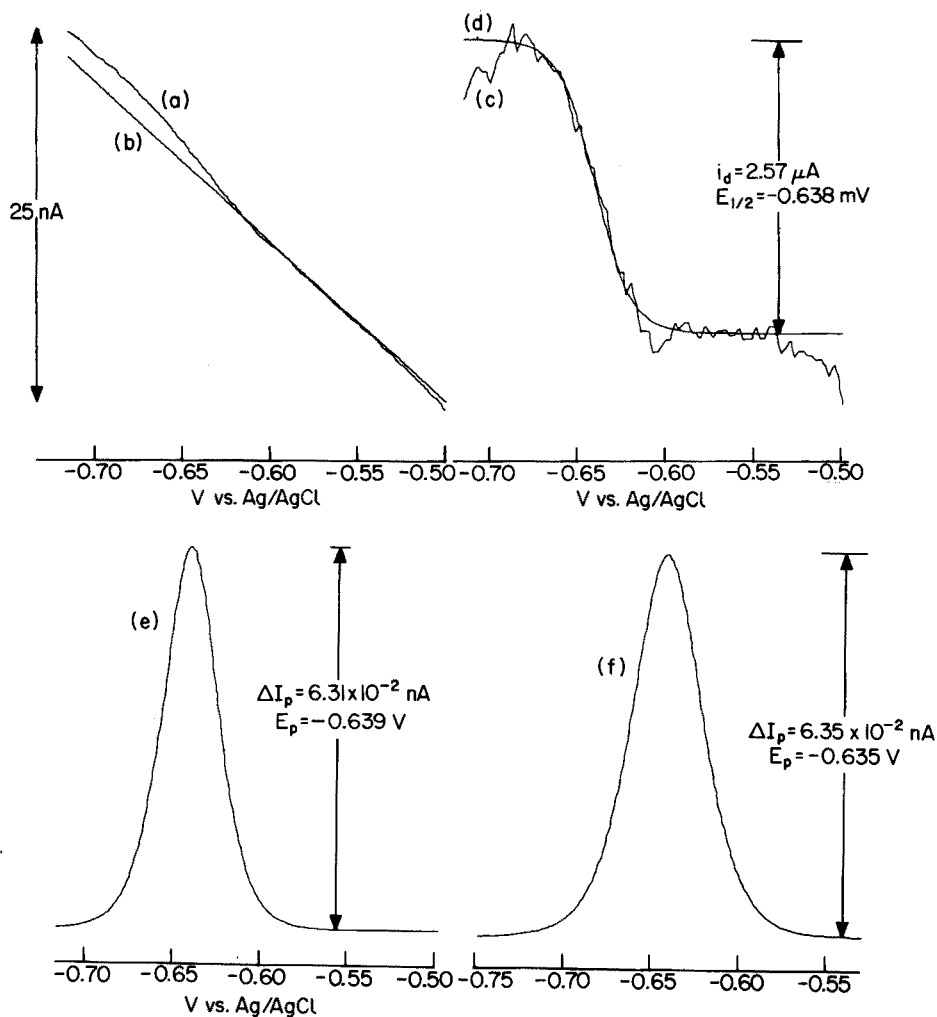 (a)
(b)
25 nA
-0.70 -0.65 -0.60 -0.55 -0.50
V vs. Ag/AgCl
(d)
(c)
i_d = 2.57 μA
E_1/2 = -0.638 mV
-0.70 -0.65 -0.60 -0.55 -0.50
V vs. Ag/AgCl
(e)
ΔI_p = 6.31 x 10^-2 nA
E_p = -0.639 V
-0.70 -0.65 -0.60 -0.55 -0.50
V vs. Ag/AgCl
(f)
ΔI_p = 6.35 x 10^-2 nA
E_p = -0.635 V
-0.75 -0.70 -0.65 -0.60 -0.55